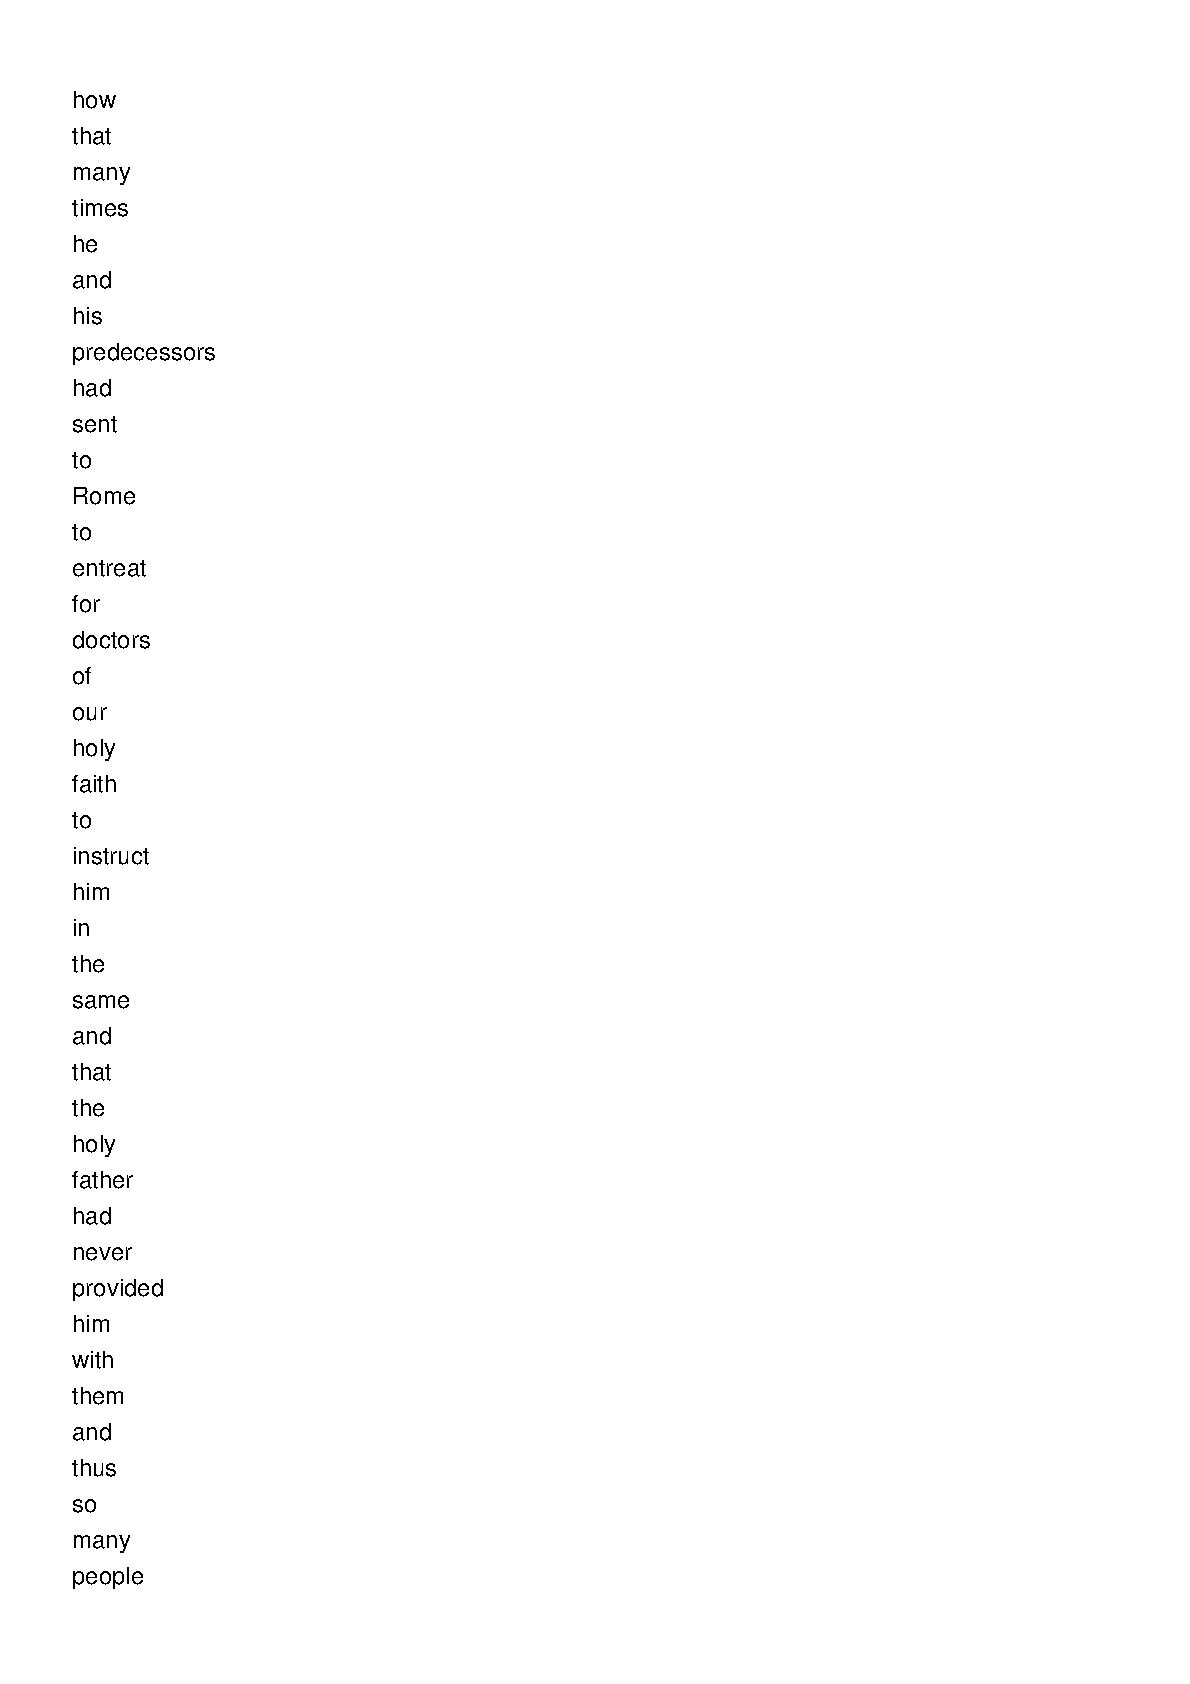 how
that
many
times
he
and
his
predecessors
had
sent
to
Rome
to
entreat
for
doctors
of
our
holy
faith
to
instruct
him
in
the
same
and
that
the
holy
father
had
never
provided
him
with
them
and
thus
so
many
people